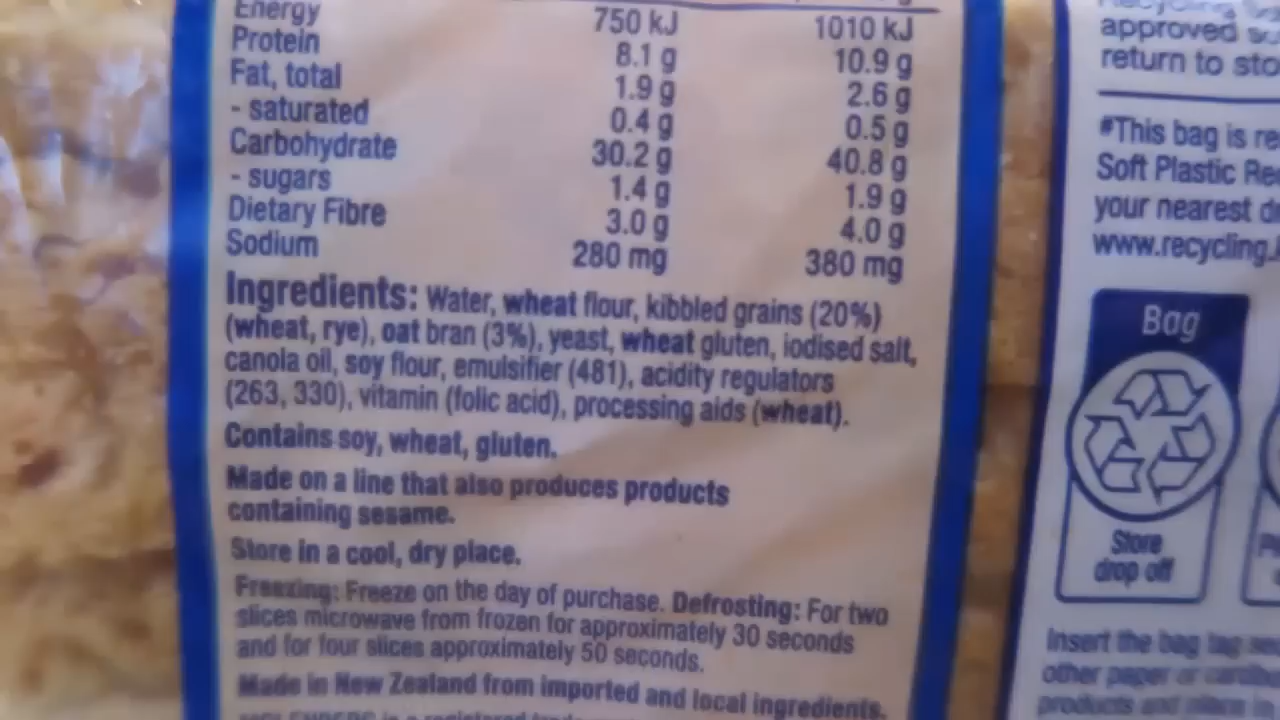 Energy 750 kJ 1010 kJ
Protein 8.1 g 10.9 g
Fat, total 1.9 g 2.6 g
- saturated 0.4 g 0.5 g
Carbohydrate 30.2 g 40.8 g
- sugars 1.4 g 1.9 g
Dietary Fibre 3.0 g 4.0 g
Sodium 280 mg 380 mg
Ingredients: Water, wheat flour, kibbled grains (20%)
(wheat, rye), oat bran (3%), yeast, wheat gluten, iodised salt,
canola oil, soy flour, emulsifier (481), acidity regulators
(263, 330), vitamin (folic acid), processing aids (wheat).
Contains soy, wheat, gluten.
Made on a line that also produces products
containing sesame.
Store in a cool, dry place.
Freezing: Freeze on the day of purchase. Defrosting: For two
slices microwave from frozen for approximately 30 seconds
and for four slices approximately 50 seconds.
Made in New Zealand from imported and local ingredients.
approved
return to
#This bag is
Soft Plastic
your nearest
www.recycling.
Bag
Store
drop off
Insert the bag tag
other paper or
products and